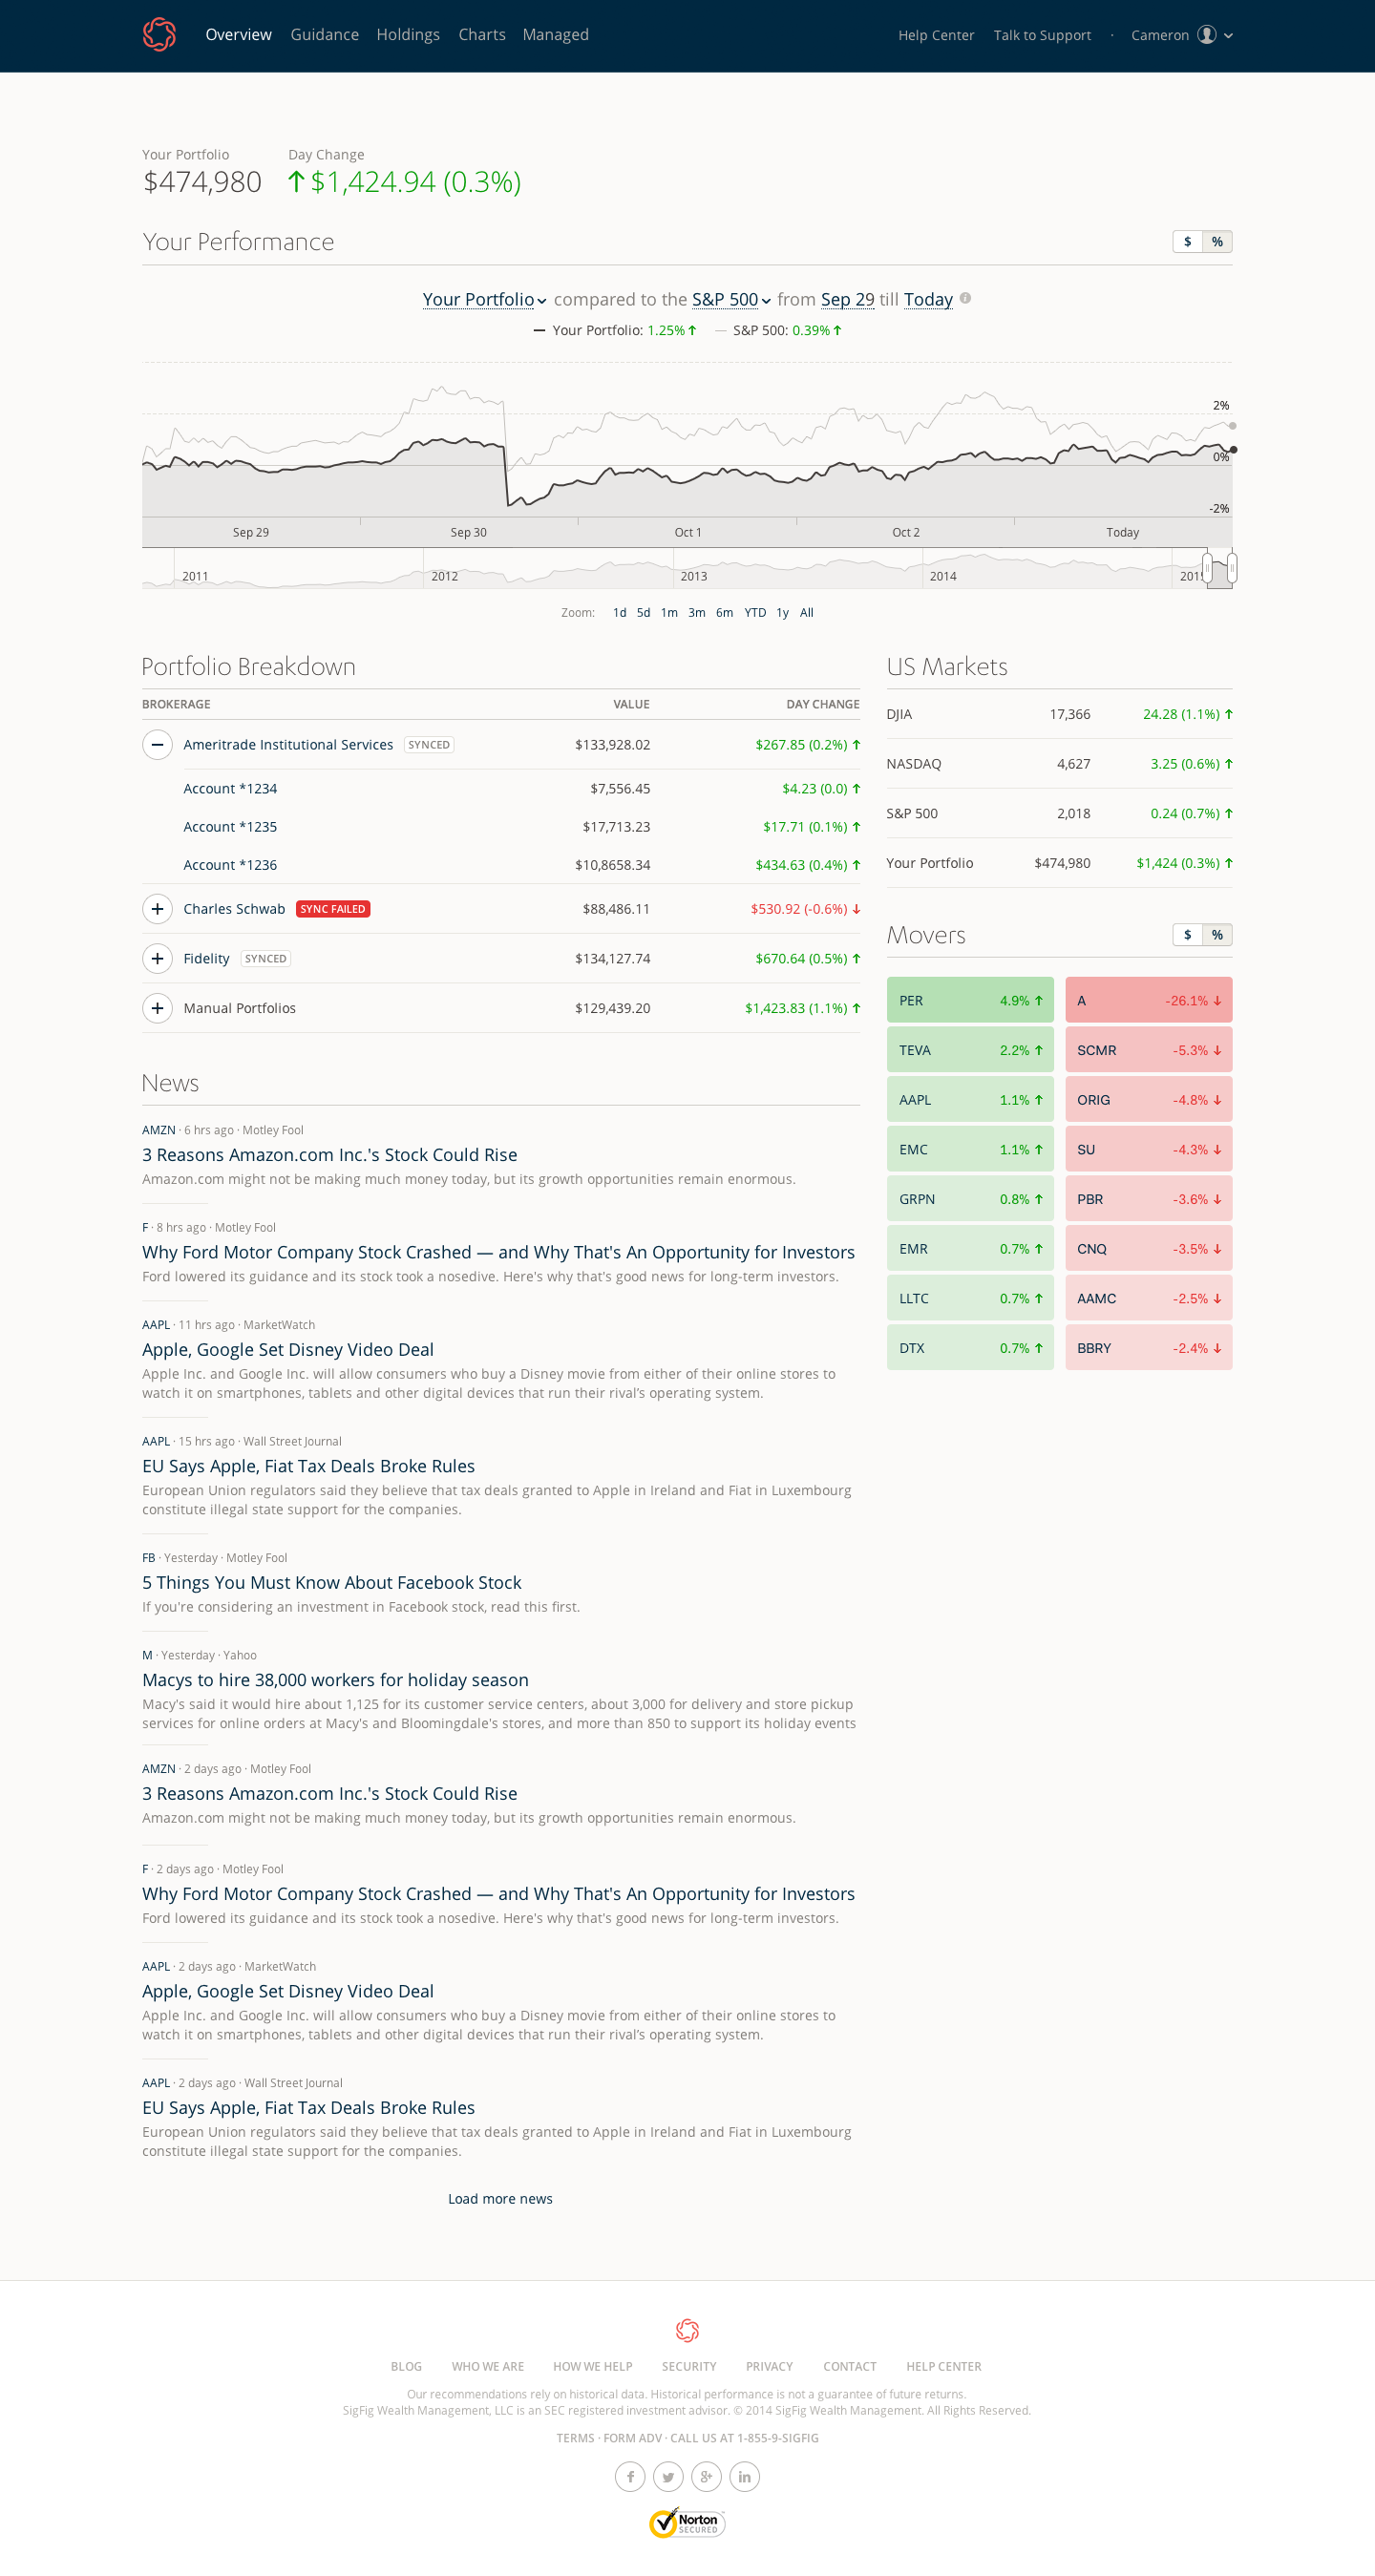 Overview Guidance Holdings Charts Managed Help Center Talk to Support · Cameron
Your Portfolio Day Change
$474,980 $1,424.94 (0.3%)
Your Performance $ %
Your Portfolio compared to the S&P 500 from Sep 29 till Today
Your Portfolio: 1.25% S&P 500: 0.39%
2%
0%
-2%
Sep 29 Sep 30 Oct 1 Oct 2 Today
2011 2012 2013 2014 2015
Zoom: 1d 5d 1m 3m 6m YTD 1y All
Portfolio Breakdown
BROKERAGE VALUE DAY CHANGE
Ameritrade Institutional Services SYNCED $133,928.02 $267.85 (0.2%)
Account *1234 $7,556.45 $4.23 (0.0)
Account *1235 $17,713.23 $17.71 (0.1%)
Account *1236 $10,8658.34 $434.63 (0.4%)
Charles Schwab SYNC FAILED $88,486.11 $530.92 (-0.6%)
Fidelity SYNCED $134,127.74 $670.64 (0.5%)
Manual Portfolios $129,439.20 $1,423.83 (1.1%)
US Markets
DJIA 17,366 24.28 (1.1%)
NASDAQ 4,627 3.25 (0.6%)
S&P 500 2,018 0.24 (0.7%)
Your Portfolio $474,980 $1,424 (0.3%)
Movers $ %
PER 4.9% A -26.1%
TEVA 2.2% SCMR -5.3%
AAPL 1.1% ORIG -4.8%
EMC 1.1% SU -4.3%
GRPN 0.8% PBR -3.6%
EMR 0.7% CNQ -3.5%
LLTC 0.7% AAMC -2.5%
DTX 0.7% BBRY -2.4%
News
AMZN · 6 hrs ago · Motley Fool
3 Reasons Amazon.com Inc.'s Stock Could Rise
Amazon.com might not be making much money today, but its growth opportunities remain enormous.
F · 8 hrs ago · Motley Fool
Why Ford Motor Company Stock Crashed — and Why That's An Opportunity for Investors
Ford lowered its guidance and its stock took a nosedive. Here's why that's good news for long-term investors.
AAPL · 11 hrs ago · MarketWatch
Apple, Google Set Disney Video Deal
Apple Inc. and Google Inc. will allow consumers who buy a Disney movie from either of their online stores to
watch it on smartphones, tablets and other digital devices that run their rival’s operating system.
AAPL · 15 hrs ago · Wall Street Journal
EU Says Apple, Fiat Tax Deals Broke Rules
European Union regulators said they believe that tax deals granted to Apple in Ireland and Fiat in Luxembourg
constitute illegal state support for the companies.
FB · Yesterday · Motley Fool
5 Things You Must Know About Facebook Stock
If you're considering an investment in Facebook stock, read this first.
M · Yesterday · Yahoo
Macys to hire 38,000 workers for holiday season
Macy's said it would hire about 1,125 for its customer service centers, about 3,000 for delivery and store pickup
services for online orders at Macy's and Bloomingdale's stores, and more than 850 to support its holiday events
AMZN · 2 days ago · Motley Fool
3 Reasons Amazon.com Inc.'s Stock Could Rise
Amazon.com might not be making much money today, but its growth opportunities remain enormous.
F · 2 days ago · Motley Fool
Why Ford Motor Company Stock Crashed — and Why That's An Opportunity for Investors
Ford lowered its guidance and its stock took a nosedive. Here's why that's good news for long-term investors.
AAPL · 2 days ago · MarketWatch
Apple, Google Set Disney Video Deal
Apple Inc. and Google Inc. will allow consumers who buy a Disney movie from either of their online stores to
watch it on smartphones, tablets and other digital devices that run their rival’s operating system.
AAPL · 2 days ago · Wall Street Journal
EU Says Apple, Fiat Tax Deals Broke Rules
European Union regulators said they believe that tax deals granted to Apple in Ireland and Fiat in Luxembourg
constitute illegal state support for the companies.
Load more news
BLOG WHO WE ARE HOW WE HELP SECURITY PRIVACY CONTACT HELP CENTER
Our recommendations rely on historical data. Historical performance is not a guarantee of future returns.
SigFig Wealth Management, LLC is an SEC registered investment advisor. © 2014 SigFig Wealth Management. All Rights Reserved.
TERMS · FORM ADV · CALL US AT 1-855-9-SIGFIG
Norton
SECURED